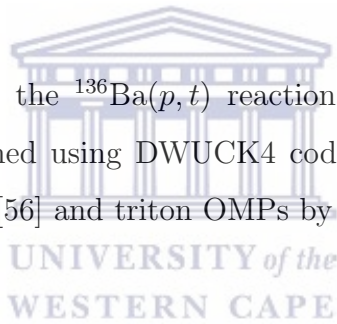 the ¹³⁶Ba(p, t) reaction
ned using DWUCK4 cod
[56] and triton OMPs by
UNIVERSITY of the
WESTERN CAPE